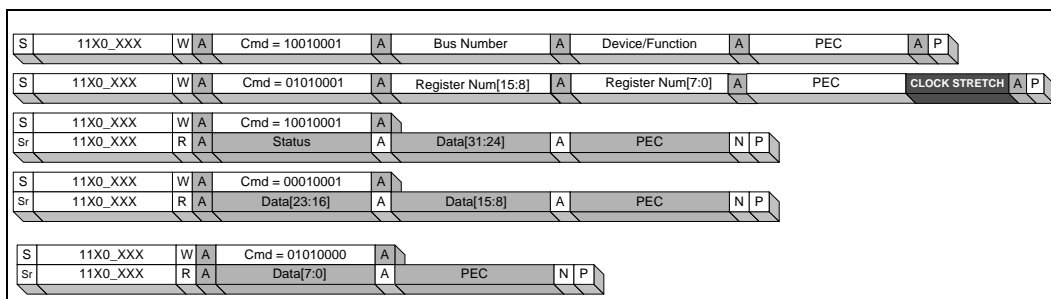 S 11X0_XXX W A Cmd = 10010001 A Bus Number A Device/Function A PEC A P
S 11X0_XXX W A Cmd = 01010001 A Register Num[15:8] A Register Num[7:0] A PEC CLOCK STRETCH A P
S 11X0_XXX W A Cmd = 10010001 A
Sr 11X0_XXX R A Status A Data[31:24] A PEC N P
S 11X0_XXX W A Cmd = 00010001 A
Sr 11X0_XXX R A Data[23:16] A Data[15:8] A PEC N P
S 11X0_XXX W A Cmd = 01010000 A
Sr 11X0_XXX R A Data[7:0] A PEC N P